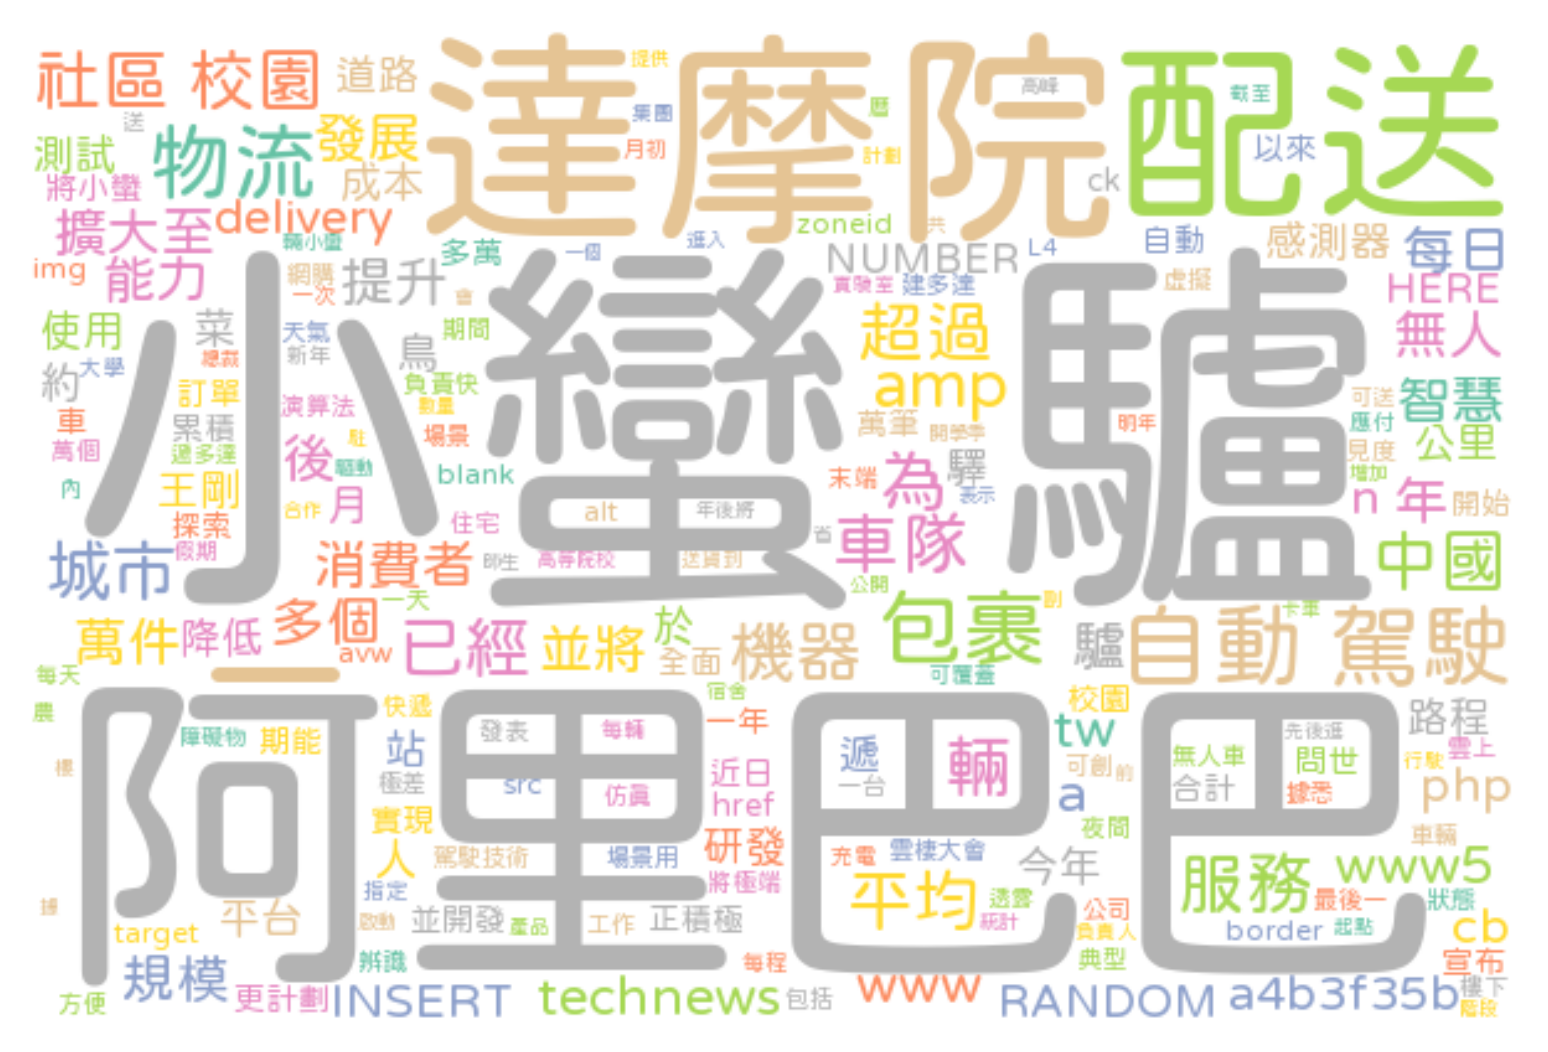 社區 校園 道路 達摩院 配送
提供 高峰 截至
送 物流 發展 集團 曆
測試 成本 月初 計劃 以來
將小蠻 ck
擴大至 delivery zoneid 共 感測器 每日
輛小蠻 多萬 一個 進入 NUMBER L4 自動
img 能力 網購 提升 實驗室 建多達 虛擬 HERE
一次 會
小蠻驢
使用 菜 天氣 期間 超過 無人
大學 總裁 新年 鳥
約 訂單 負責快 amp 可送 智慧
車 演算法 數量 萬筆 開學季 明年 應付
萬個 累積 後 駐 場景 見度 公里
遞多達 驅動 blank 末端 為 驛 增加
內 王剛 月 表示 n 年 開始
探索 合作 住宅 alt 年後將 車隊
城市 假期 消費者 師生 高等院校 送貨到 省 中國
一天 公開
萬件 降低 多個 已經 並將 於 包裹 副 卡車
avw 全面 機器 驢 自動 駕駛
每天 可覆蓋
阿里巴巴
農 快遞 宿舍 一年 校園 路程
障礙物 期能 站 發表 每輛 遞 輛 tw 無人車 先後進 問世 雲上
樓 極差 src 近日 一台 可創 前 合計 據悉 行駛 php
仿真 href a
實現 研發 夜間 車輛
人 駕駛技術 場景用 充電 雲棲大會 今年 www5
指定 將極端 平均 透露 服務 最後一 狀態
據 平台 啟動 並開發 產品 工作 正積極 統計 公司 border 起點 cb
target 負責人
規模 辨識 每程 典型 宣布
方便 更計劃 INSERT technews 包括 www RANDOM a4b3f35b 樓下
階段